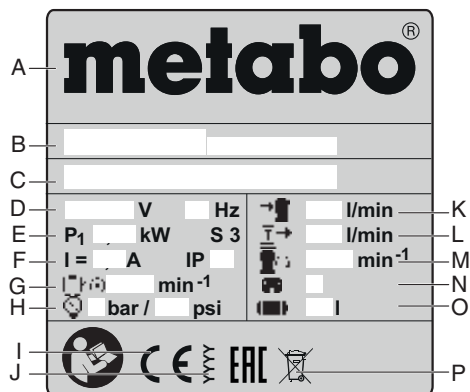 A metabo ®
B
C
D V Hz
E P1 , kW S 3
F I = , A IP
G min-1
H bar / psi
l/min K
l/min L
min-1 M
N
l O
I
J CE EAC P